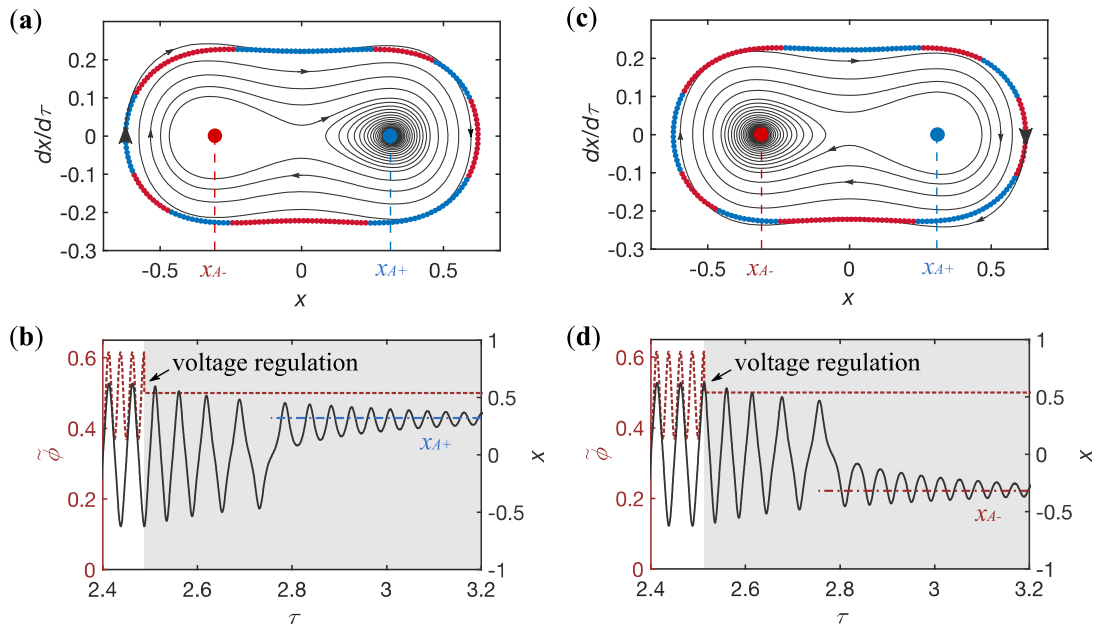 (a)
dx/dτ
0.2
0.1
0
-0.1
-0.2
-0.3
-0.5
xA-
0
xA+
0.5
x
(c)
dx/dτ
0.2
0.1
0
-0.1
-0.2
-0.3
-0.5
xA-
0
xA+
0.5
x
(b)
0.6
0.4
0.2
0
ϕ̃
voltage regulation
xA+
1
0.5
0
-0.5
-1
x
2.4
2.6
2.8
3
3.2
τ
(d)
0.6
0.4
0.2
0
ϕ̃
voltage regulation
xA-
1
0.5
0
-0.5
-1
x
2.4
2.6
2.8
3
3.2
τ